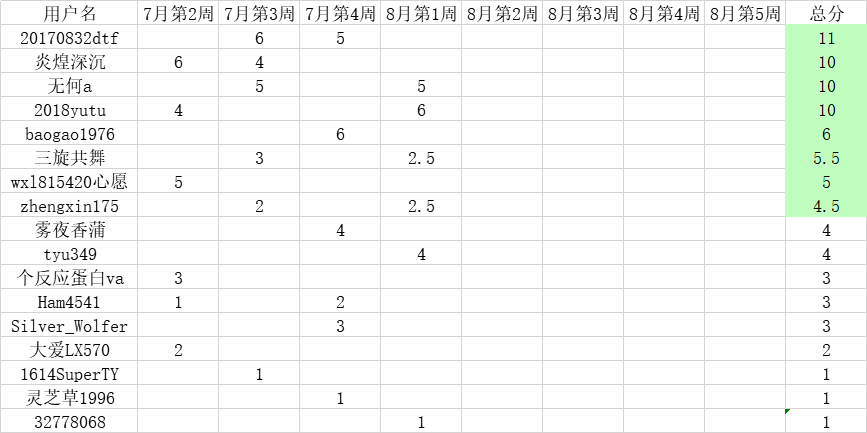 用户名 7月第2周 7月第3周 7月第4周 8月第1周 8月第2周 8月第3周 8月第4周 8月第5周 总分
20170832dtf 6 5 11
炎煌深沉 6 4 10
无何a 5 5 10
2018yutu 4 6 10
baogao1976 6 6
三旋共舞 3 2.5 5.5
wxl815420心愿 5 5
zhengxin175 2 2.5 4.5
雾夜香蒲 4 4
tyu349 4 4
个反应蛋白va 3 3
Ham4541 1 2 3
Silver_Wolfer 3 3
大爱LX570 2 2
1614SuperTY 1 1
灵芝草1996 1 1
32778068 1 1